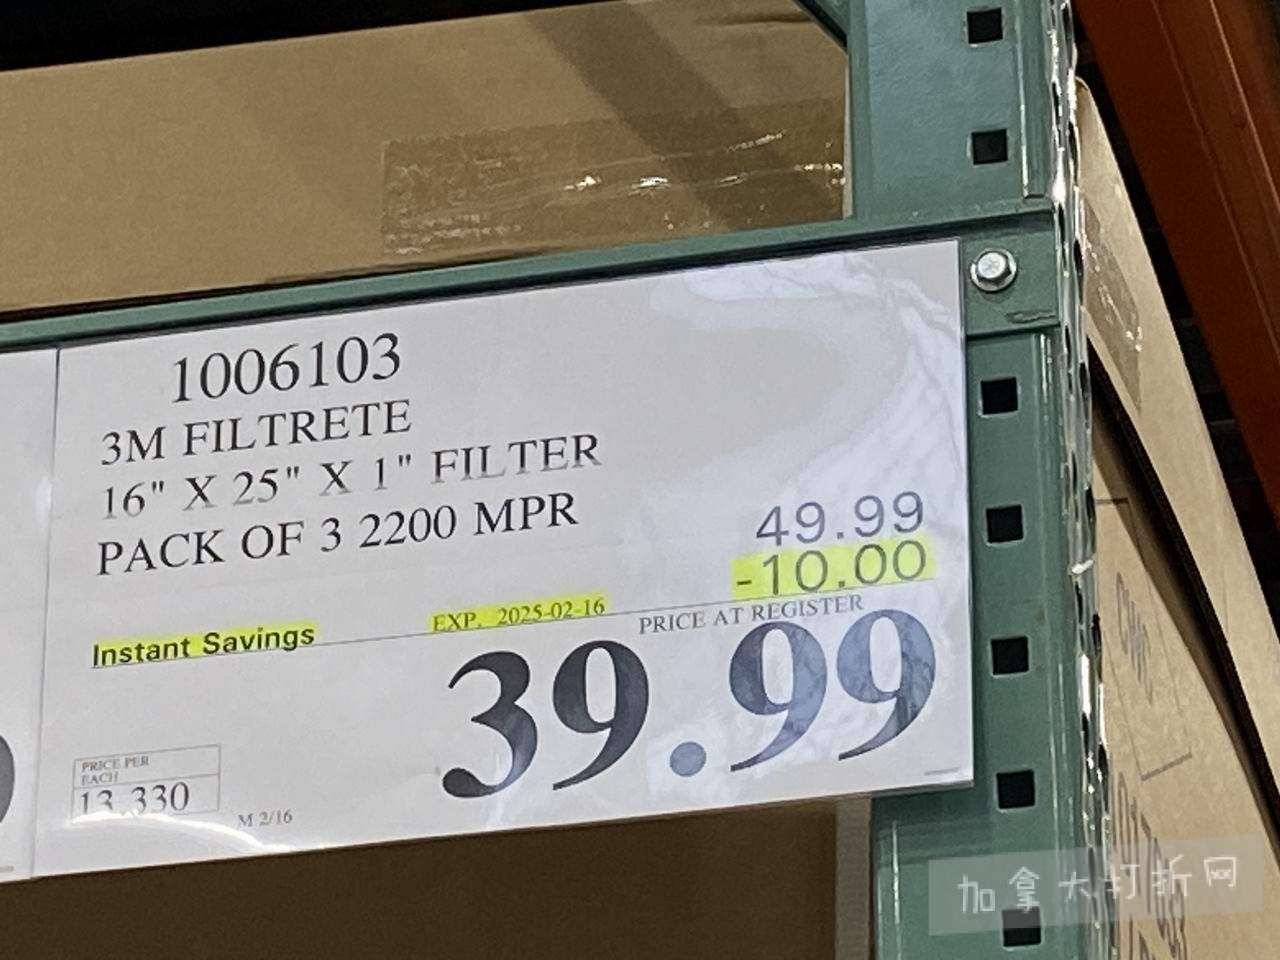 1006103
3M FILTRETE
16" X 25" X 1" FILTER
PACK OF 3 2200 MPR
49.99
-10.00
Instant Savings
EXP. 2025-02-16
PRICE AT REGISTER
39.99
PRICE PER
EACH
13.330
M 2/16
加拿大打折网